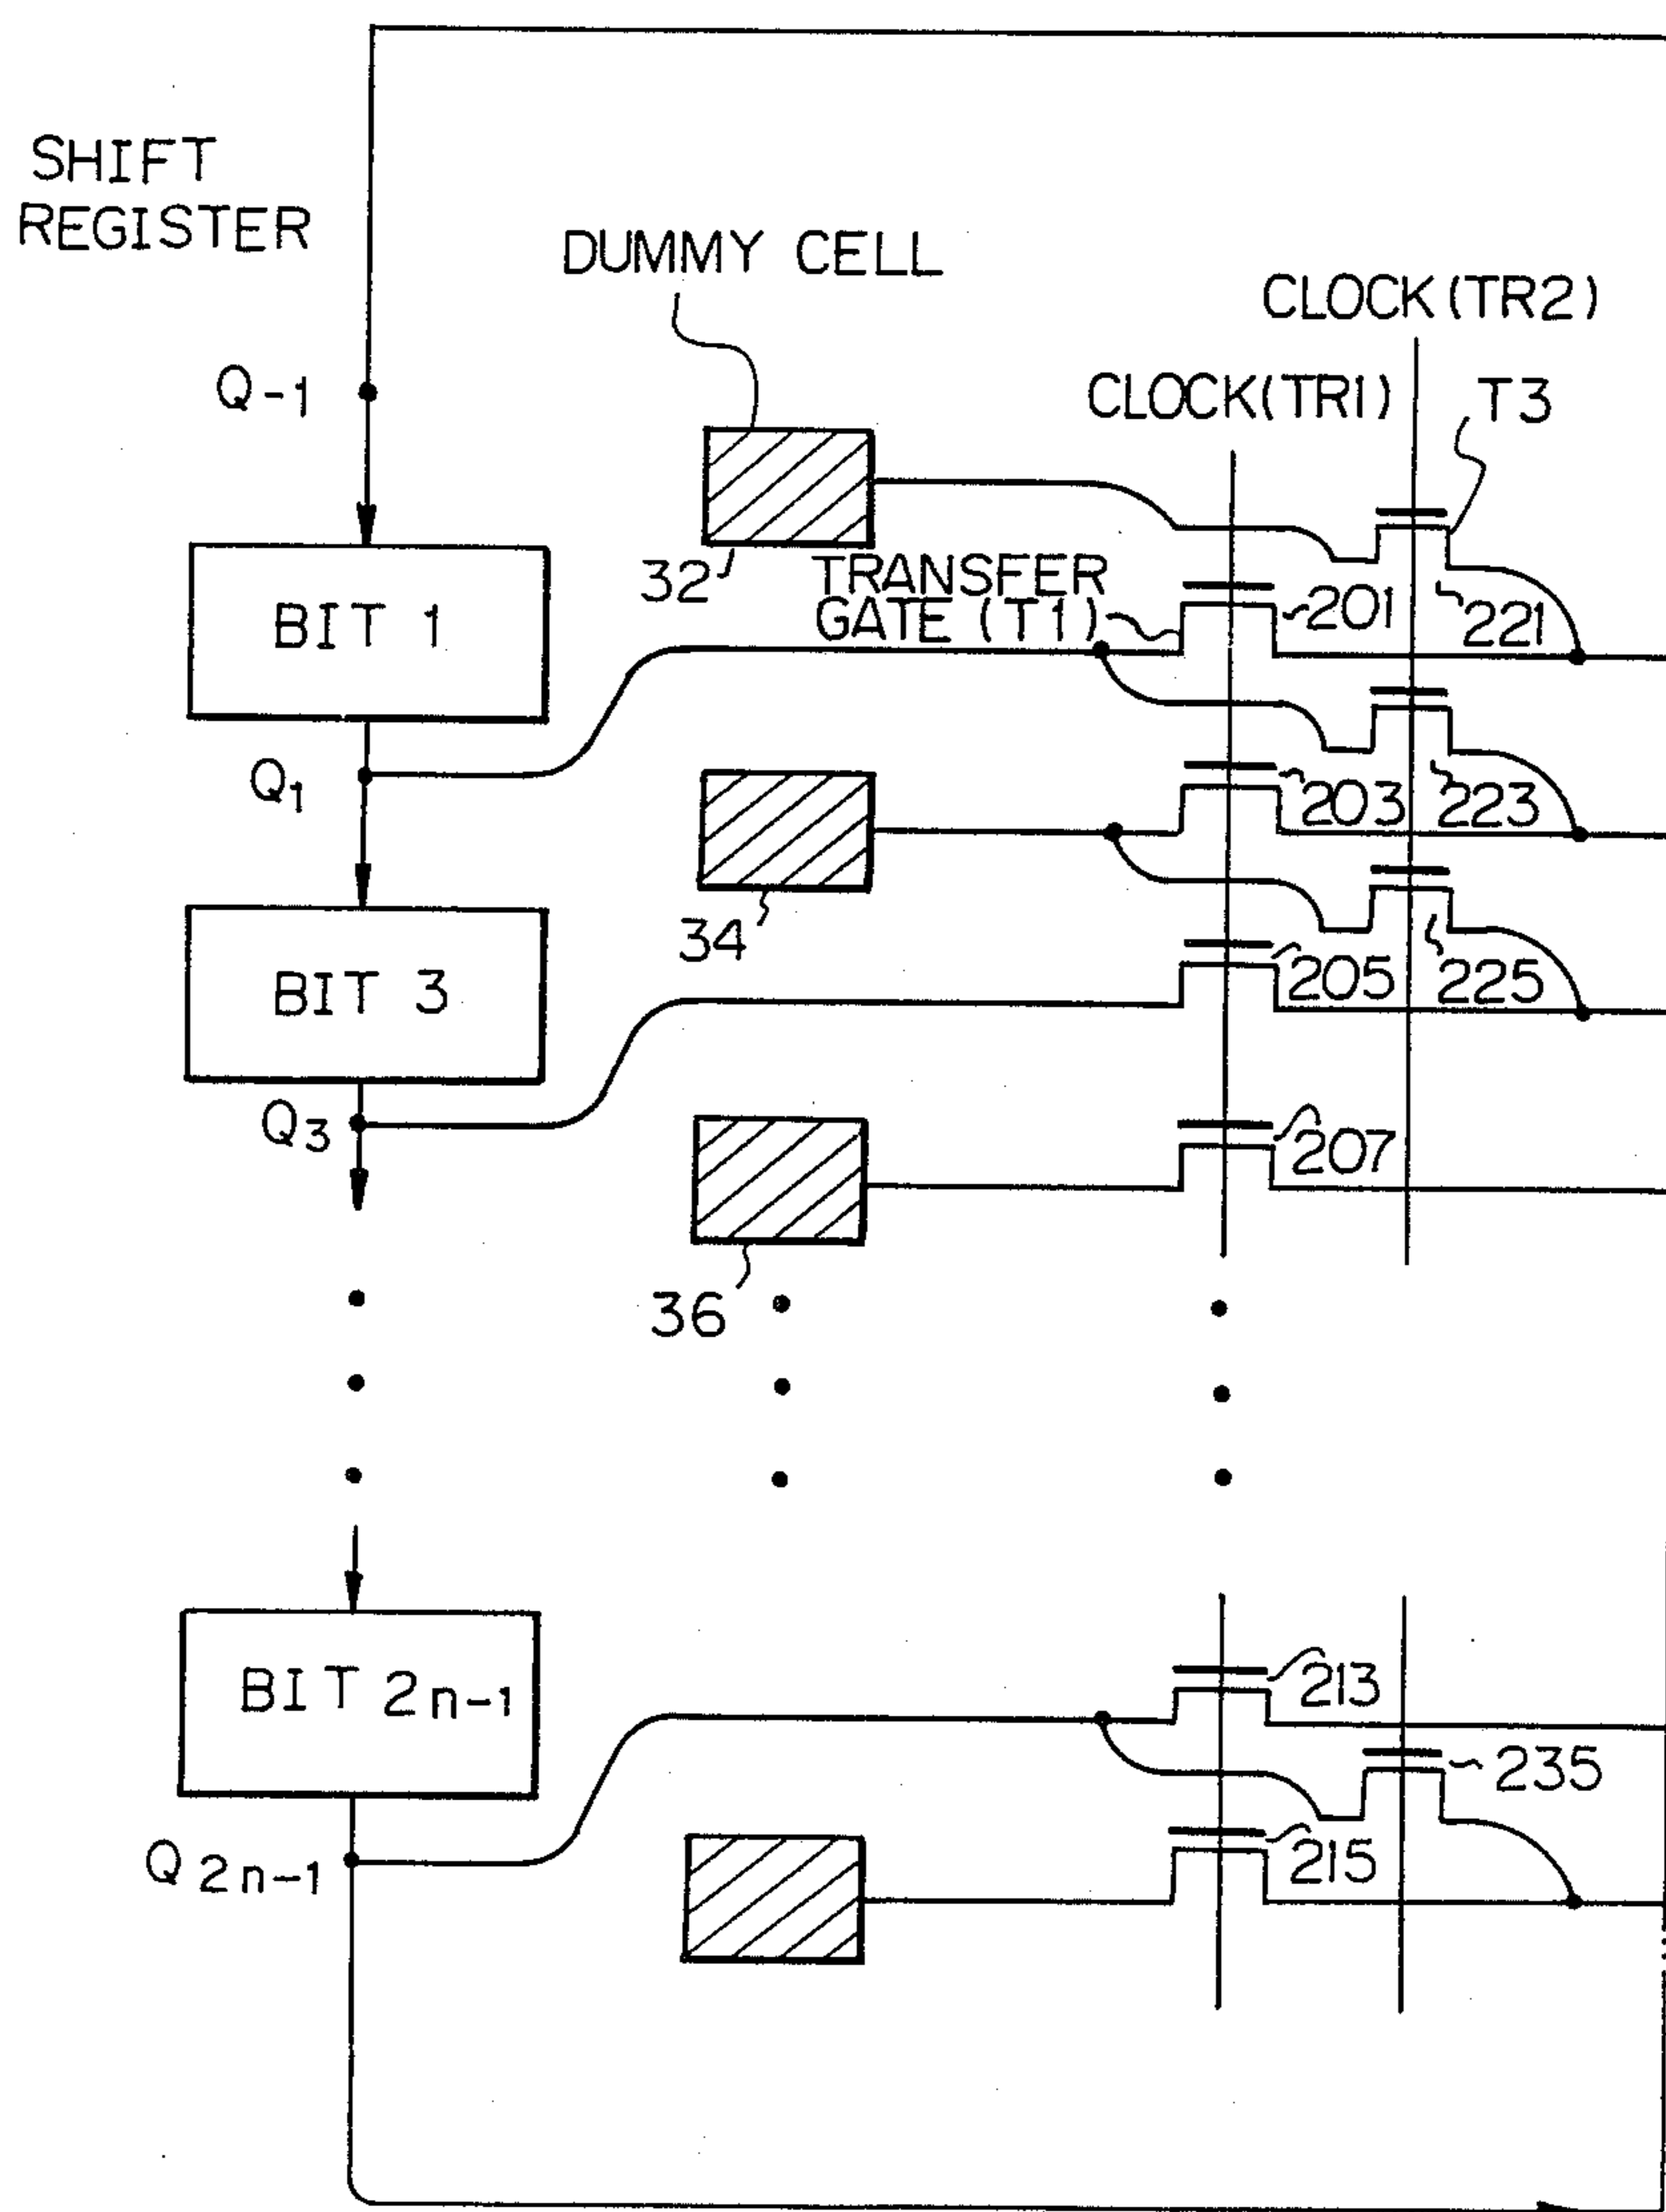 SHIFT
REGISTER
DUMMY CELL
CLOCK(TR2)
CLOCK(TR1)
T3
Q-1
32
TRANSFER
GATE (T1)
201
221
BIT 1
Q1
203
223
34
205
225
BIT 3
Q3
207
36
213
BIT 2n-1
235
215
Q2n-1